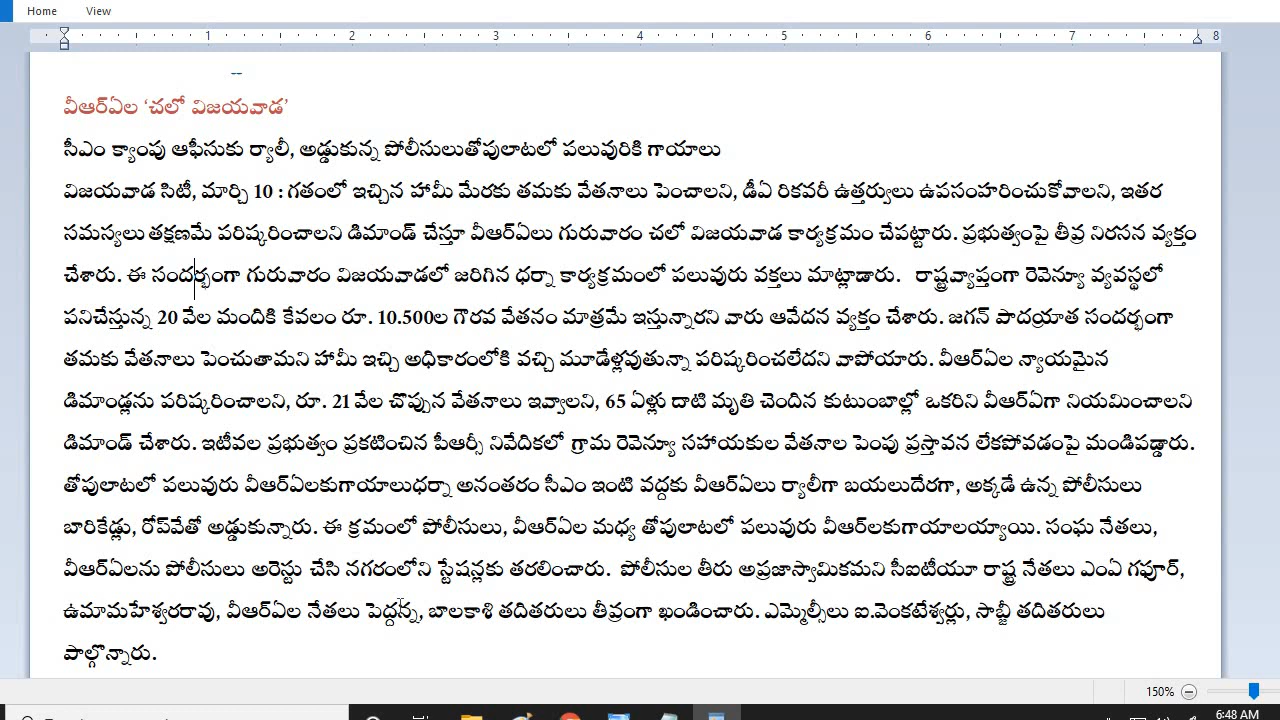 Home View
1 2 3 4 5 6 7 8
--
వీఆర్ఏల ‘చలో విజయవాడ’
సీఎం క్యాంపు ఆఫీసుకు ర్యాలీ, అడ్డుకున్న పోలీసులుతోపులాటలో పలువురికి గాయాలు
విజయవాడ సిటీ, మార్చి 10 : గతంలో ఇచ్చిన హామీ మేరకు తమకు వేతనాలు పెంచాలని, డీఏ రికవరీ ఉత్తర్వులు ఉపసంహరించుకోవాలని, ఇతర
సమస్యలు తక్షణమే పరిష్కరించాలని డిమాండ్ చేస్తూ వీఆర్ఏలు గురువారం చలో విజయవాడ కార్యక్రమం చేపట్టారు. ప్రభుత్వంపై తీవ్ర నిరసన వ్యక్తం
చేశారు. ఈ సందర్భంగా గురువారం విజయవాడలో జరిగిన ధర్నా కార్యక్రమంలో పలువురు వక్తలు మాట్లాడారు. రాష్ట్రవ్యాప్తంగా రెవెన్యూ వ్యవస్థలో
పనిచేస్తున్న 20 వేల మందికి కేవలం రూ. 10.500ల గౌరవ వేతనం మాత్రమే ఇస్తున్నారని వారు ఆవేదన వ్యక్తం చేశారు. జగన్ పాదయాత్ర సందర్భంగా
తమకు వేతనాలు పెంచుతామని హామీ ఇచ్చి అధికారంలోకి వచ్చి మూడేళ్లవుతున్నా పరిష్కరించలేదని వాపోయారు. వీఆర్ఏల న్యాయమైన
డిమాండ్లను పరిష్కరించాలని, రూ. 21 వేల చొప్పున వేతనాలు ఇవ్వాలని, 65 ఏళ్లు దాటి మృతి చెందిన కుటుంబాల్లో ఒకరిని వీఆర్ఏగా నియమించాలని
డిమాండ్ చేశారు. ఇటీవల ప్రభుత్వం ప్రకటించిన పీఆర్సీ నివేదికలో గ్రామ రెవెన్యూ సహాయకుల వేతనాల పెంపు ప్రస్తావన లేకపోవడంపై మండిపడ్డారు.
తోపులాటలో పలువురు వీఆర్ఏలకుగాయాలుధర్నా అనంతరం సీఎం ఇంటి వద్దకు వీఆర్ఏలు ర్యాలీగా బయలుదేరగా, అక్కడే ఉన్న పోలీసులు
బారికేడ్లు, రోప్‌వేతో అడ్డుకున్నారు. ఈ క్రమంలో పోలీసులు, వీఆర్ఏల మధ్య తోపులాటలో పలువురు వీఆర్‌లకుగాయాలయ్యాయి. సంఘ నేతలు,
వీఆర్ఏలను పోలీసులు అరెస్టు చేసి నగరంలోని స్టేషన్లకు తరలించారు. పోలీసుల తీరు అప్రజాస్వామికమని సీఐటీయూ రాష్ట్ర నేతలు ఎంఏ గఫూర్,
ఉమామహేశ్వరరావు, వీఆర్ఏల నేతలు పెద్దన్న, బాలకాశి తదితరులు తీవ్రంగా ఖండించారు. ఎమ్మెల్సీలు ఐ.వెంకటేశ్వర్లు, సాబ్జీ తదితరులు
పాల్గొన్నారు.
150%
6:48 AM